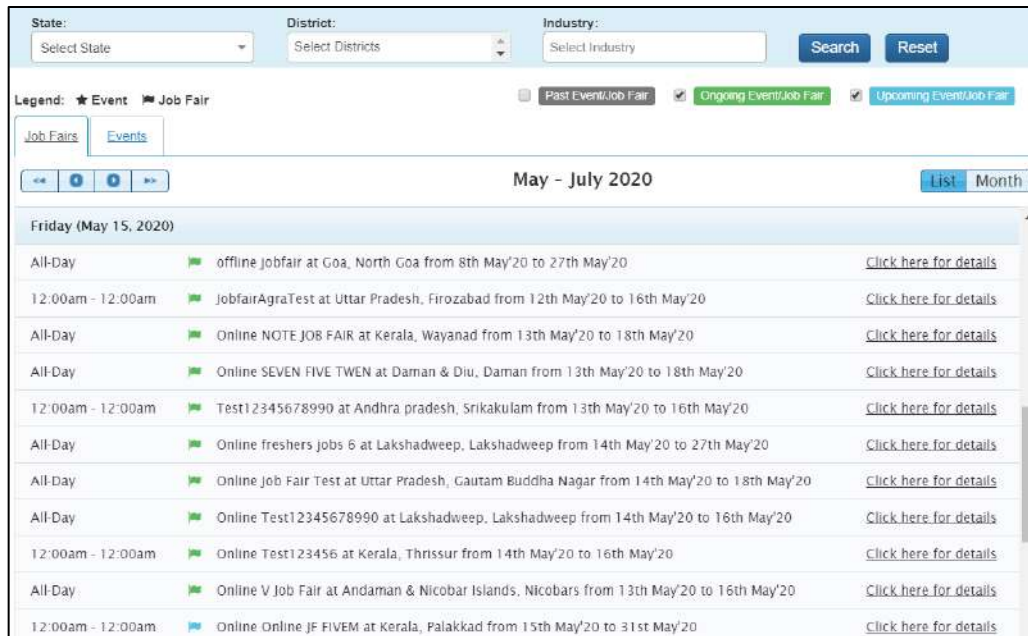 State: District: Industry:
Select State Select Districts Select Industry Search Reset
Legend: Event Job Fair Past Event/Job Fair Ongoing Event/Job Fair Upcoming Event/Job Fair
Job Fairs Events
May - July 2020 List Month
Friday (May 15, 2020)
All-Day offline jobfair at Goa, North Goa from 8th May'20 to 27th May'20 Click here for details
12:00am - 12:00am JobfairAgraTest at Uttar Pradesh, Firozabad from 12th May'20 to 16th May'20 Click here for details
All-Day Online NOTE JOB FAIR at Kerala, Wayanad from 13th May'20 to 18th May'20 Click here for details
All-Day Online SEVEN FIVE TWEN at Daman & Diu, Daman from 13th May'20 to 18th May'20 Click here for details
12:00am - 12:00am Test12345678990 at Andhra pradesh, Srikakulam from 13th May'20 to 16th May'20 Click here for details
All-Day Online freshers jobs 6 at Lakshadweep, Lakshadweep from 14th May'20 to 27th May'20 Click here for details
All-Day Online Job Fair Test at Uttar Pradesh, Gautam Buddha Nagar from 14th May'20 to 18th May'20 Click here for details
All-Day Online Test12345678990 at Lakshadweep, Lakshadweep from 14th May'20 to 16th May'20 Click here for details
12:00am - 12:00am Online Test123456 at Kerala, Thrissur from 14th May'20 to 16th May'20 Click here for details
All-Day Online V Job Fair at Andaman & Nicobar Islands, Nicobars from 13th May'20 to 16th May'20 Click here for details
12:00am - 12:00am Online Online JF FIVEM at Kerala, Palakkad from 15th May'20 to 31st May'20 Click here for details